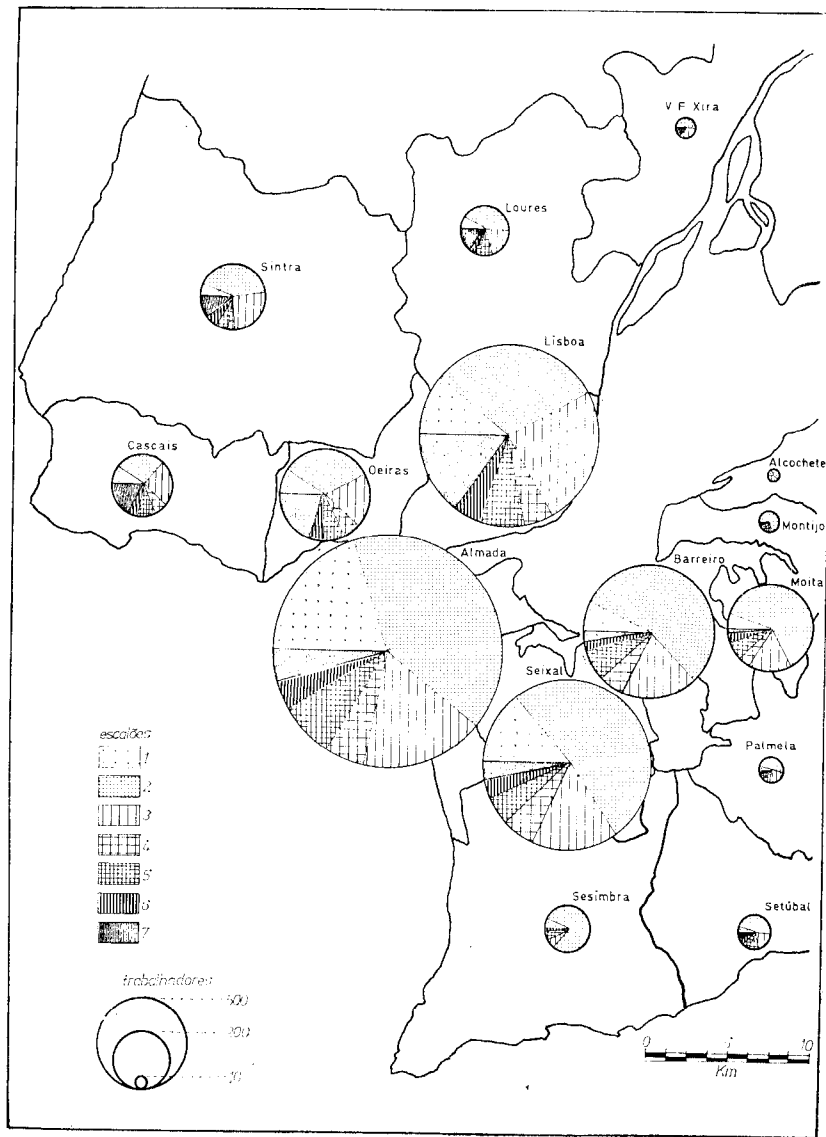 V F Xira
Loures
Sintra
Lisboa
Cascais
Oeiras
Alcochete
Montijo
Almada
Barreiro
Moita
Seixal
Palmela
Sesimbra
Setúbal
escalões
1
2
3
4
5
6
7
trabalhadores
500
200
10
0 5 10
Km